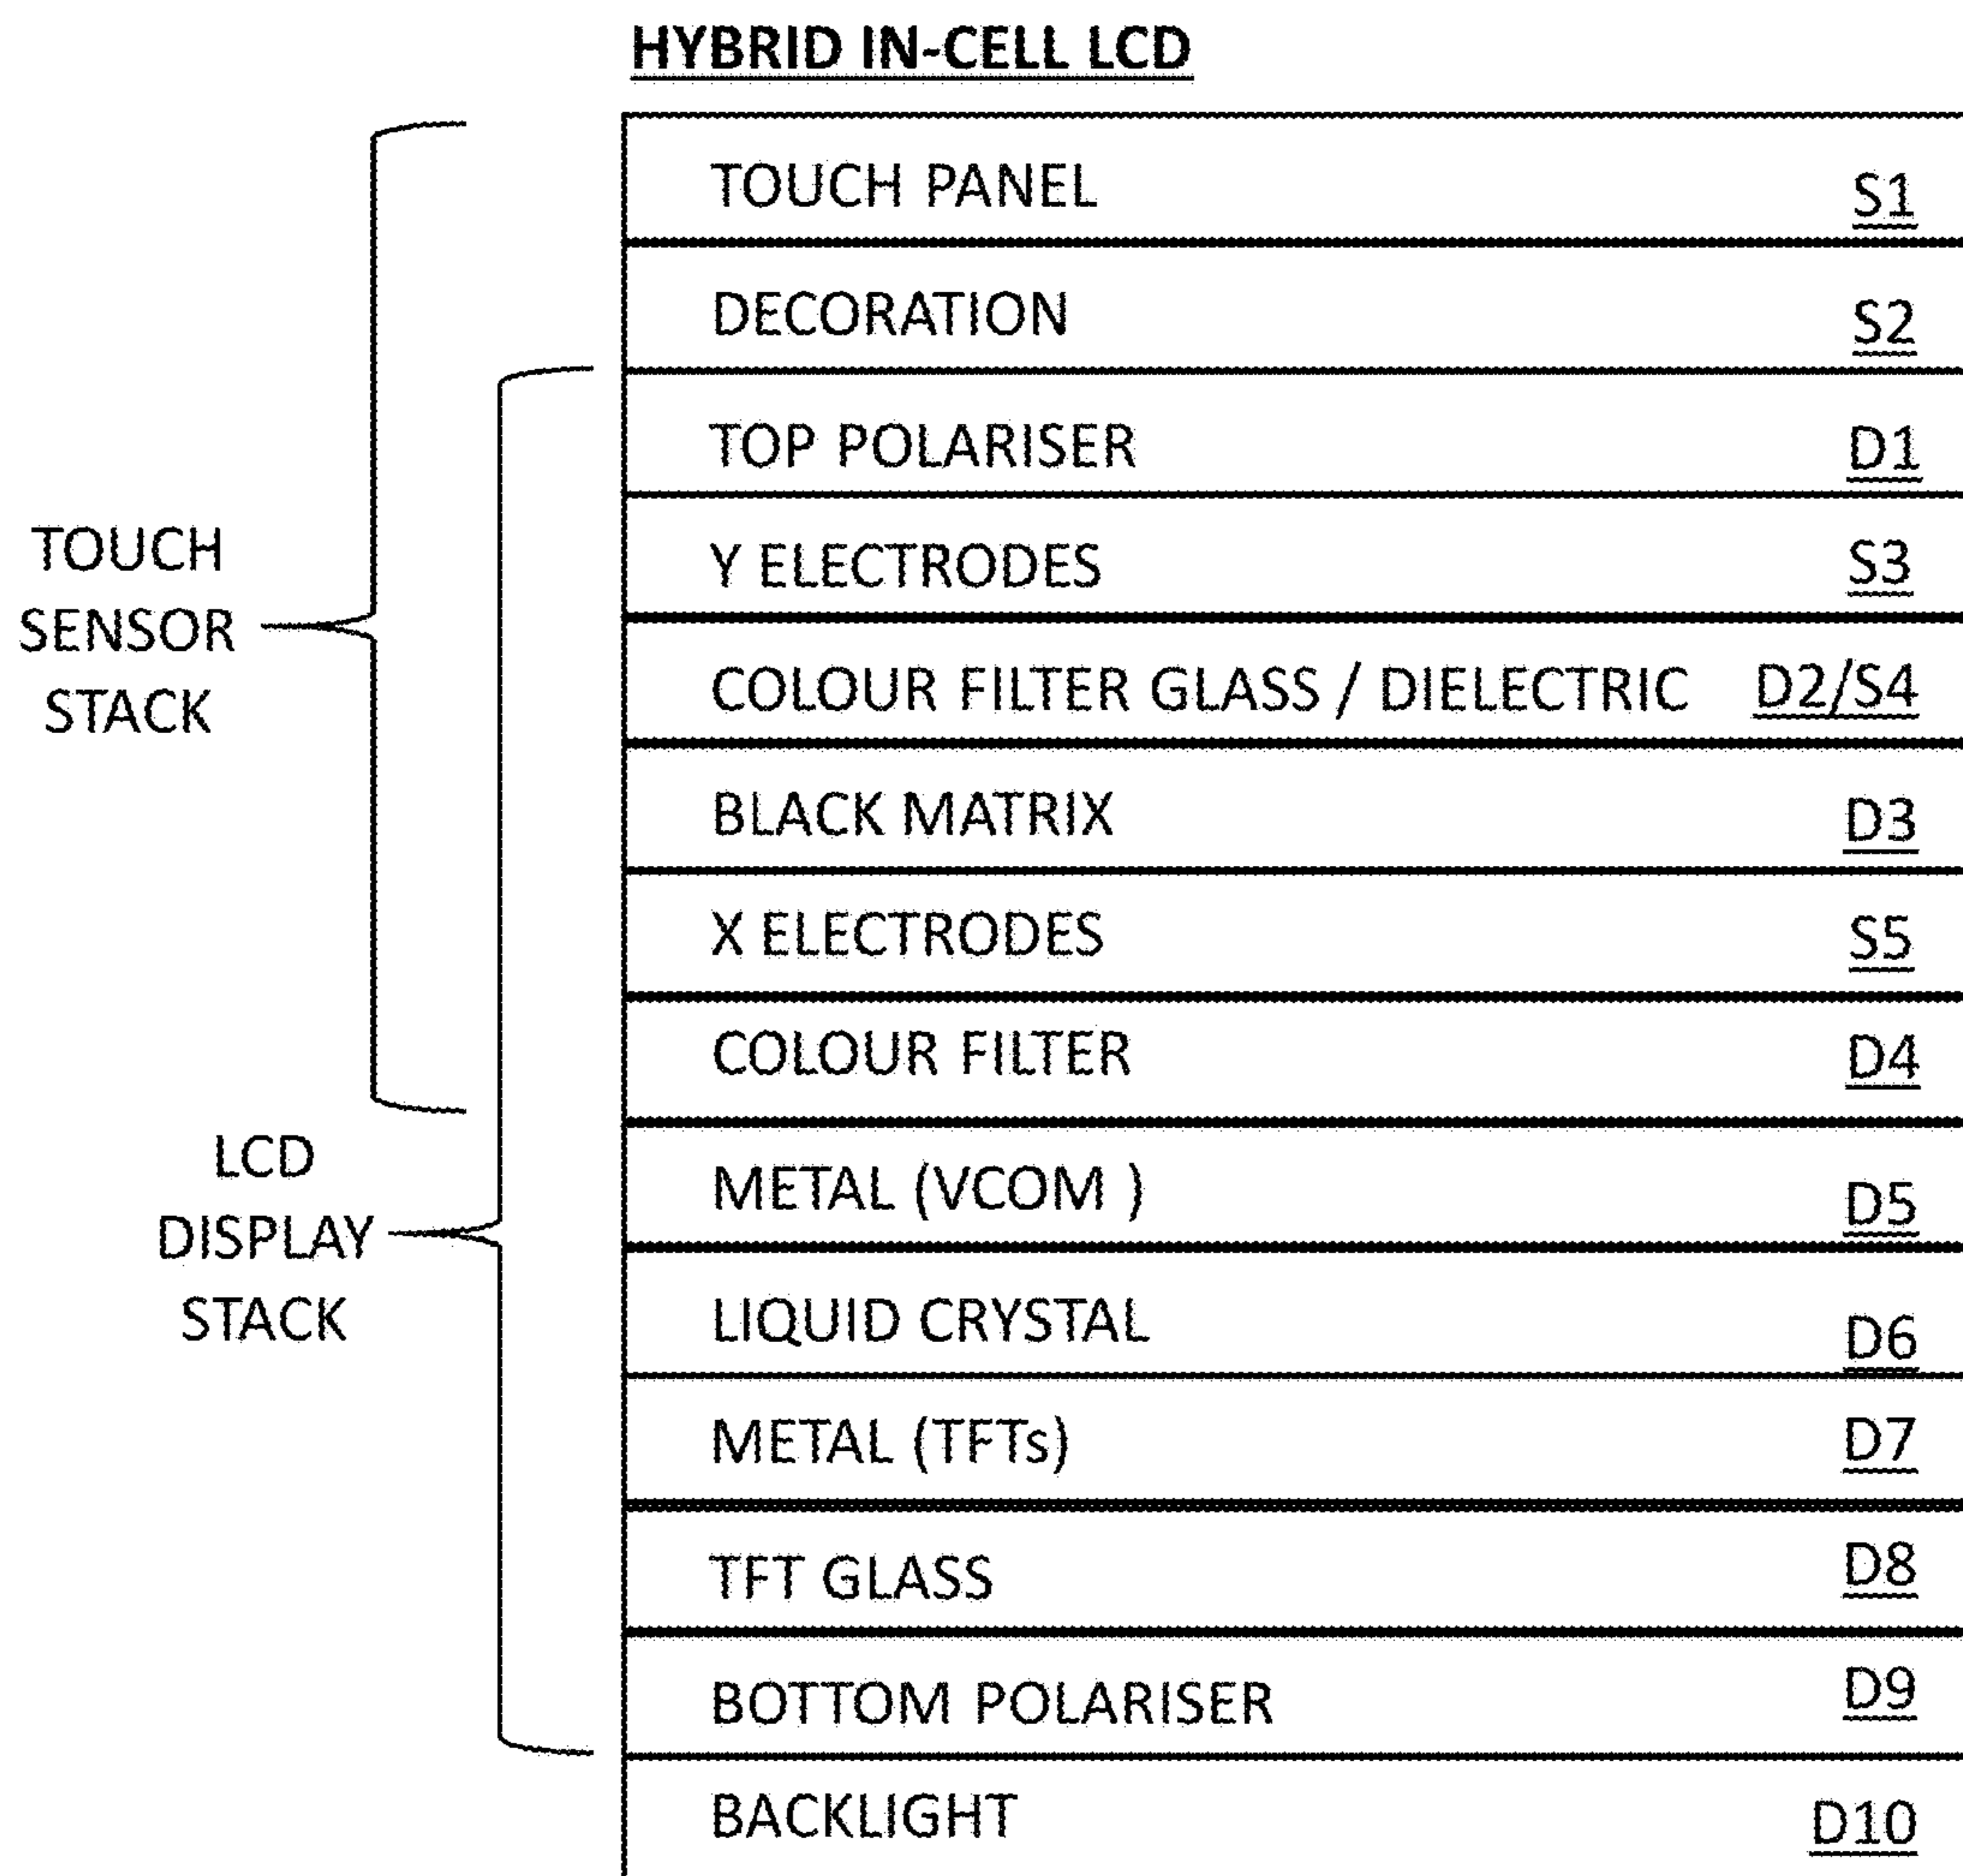 HYBRID IN-CELL LCD
TOUCH PANEL S1
DECORATION S2
TOP POLARISER D1
Y ELECTRODES S3
COLOUR FILTER GLASS / DIELECTRIC D2/S4
BLACK MATRIX D3
X ELECTRODES S5
COLOUR FILTER D4
METAL (VCOM ) D5
LIQUID CRYSTAL D6
METAL (TFTs) D7
TFT GLASS D8
BOTTOM POLARISER D9
BACKLIGHT D10
TOUCH
SENSOR
STACK
LCD
DISPLAY
STACK